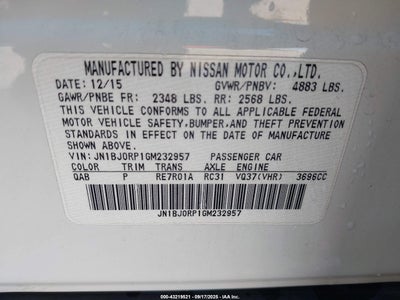 MANUFACTURED BY NISSAN MOTOR CO.,LTD.
DATE: 12/15 GVWR/PNBV: 4883 LBS.
GAWR/PNBE FR: 2348 LBS. RR: 2568 LBS.
THIS VEHICLE CONFORMS TO ALL APPLICABLE FEDERAL
MOTOR VEHICLE SAFETY,BUMPER,AND THEFT PREVENTION
STANDARDS IN EFFECT ON THE DATE OF MANUFACTURE
SHOWN ABOVE.
VIN: JN1BJ0RP1GM232957 PASSENGER CAR
COLOR TRIM TRANS AXLE ENGINE
QAB P RE7R01A RC31 VQ37(VHR) 3696CC
JN1BJ0RP1GM232957
000-43219521 - 09/17/2025 - IAAI.COM